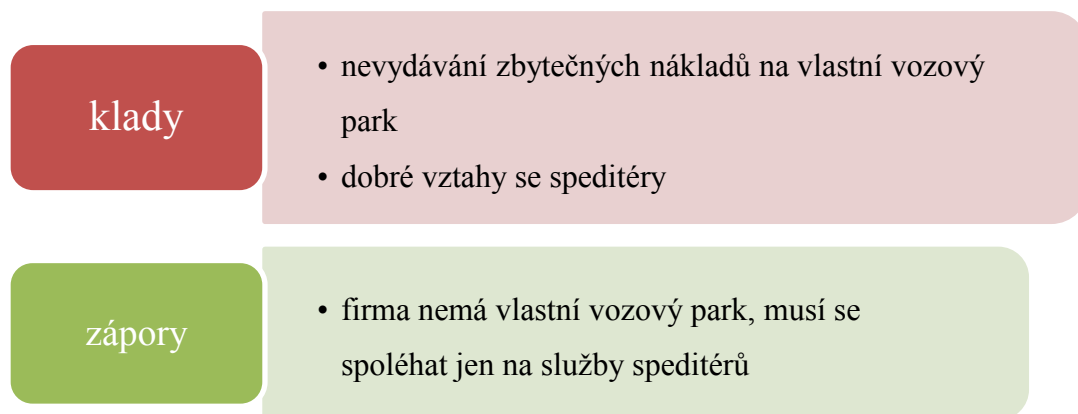 klady
• nevydávání zbytečných nákladů na vlastní vozový
park
• dobré vztahy se speditéry
zápory
• firma nemá vlastní vozový park, musí se
spoléhat jen na služby speditérů